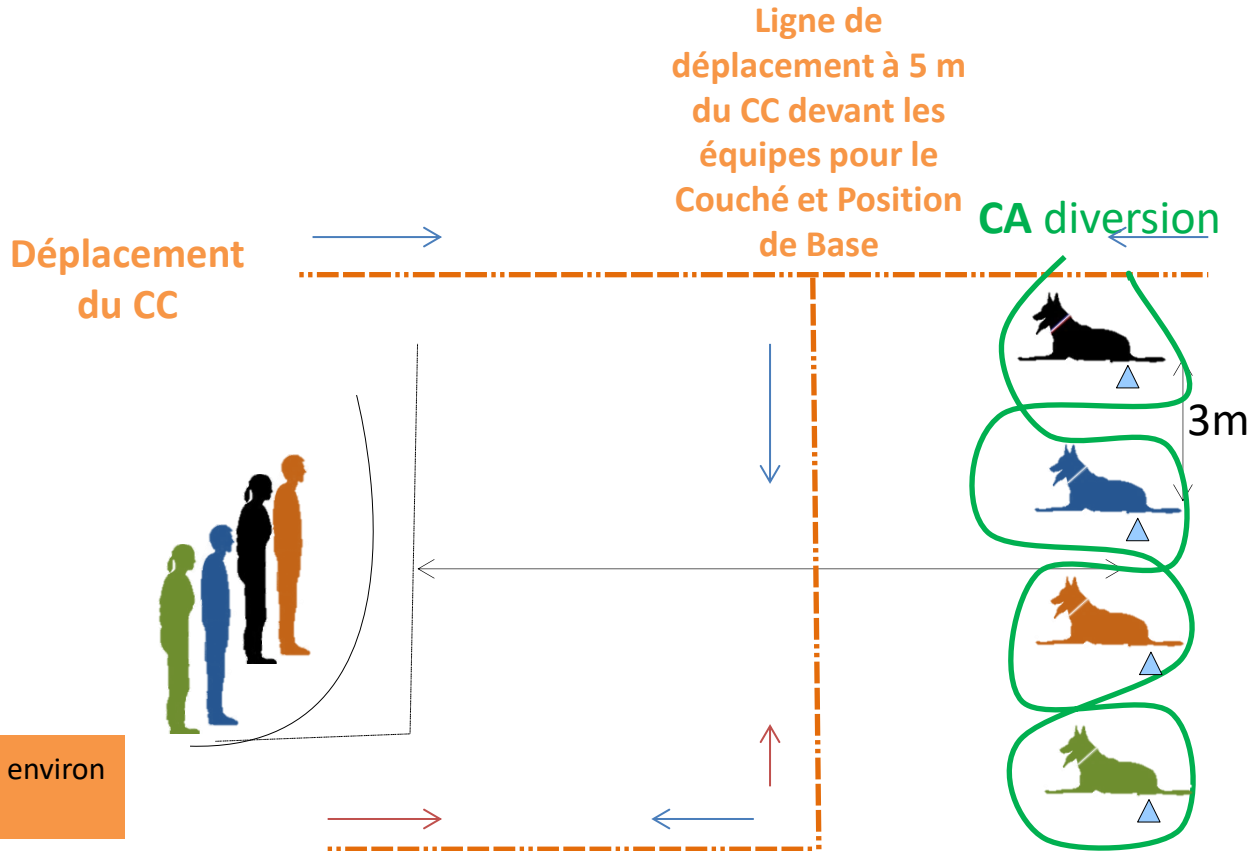 Ligne de
déplacement à 5 m
du CC devant les
équipes pour le
Couché et Position
de Base
CA diversion
Déplacement
du CC
3m
environ